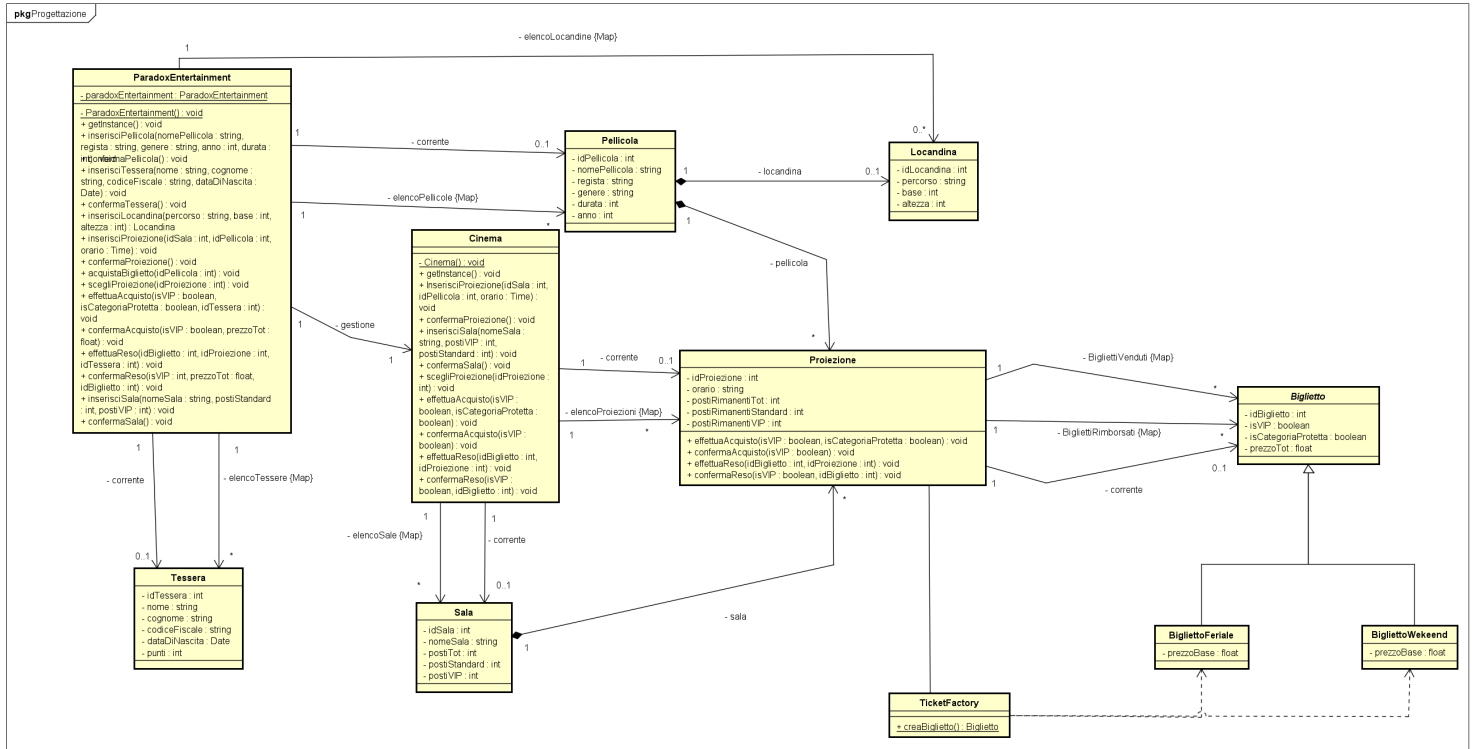 pkg Progettazione
- elencoLocandine {Map}
1
0..*
ParadoxEntertainment
- paradoxEntertainment : ParadoxEntertainment
- ParadoxEntertainment() : void
+ getInstance() : void
+ inserisciPellicola(nomePellicola : string,
regista : string, genere : string, anno : int, durata :
int) : void
+ confermaPellicola() : void
+ inserisciTessera(nome : string, cognome :
string, codiceFiscale : string, dataDiNascita :
Date) : void
+ confermaTessera() : void
+ inserisciLocandina(percorso : string, base : int,
altezza : int) : Locandina
+ inserisciProiezione(idSala : int, idPellicola : int,
orario : Time) : void
+ confermaProiezione() : void
+ acquistaBiglietto(idPellicola : int) : void
+ scegliProiezione(idProiezione : int) : void
+ effettuaAcquisto(isVIP : boolean,
isCategoriaProtetta : boolean, idTessera : int) :
void
+ confermaAcquisto(isVIP : boolean, prezzoTot :
float) : void
+ effettuaReso(idBiglietto : int, idProiezione : int,
idTessera : int) : void
+ confermaReso(isVIP : int, prezzoTot : float,
idBiglietto : int) : void
+ inserisciSala(nomeSala : string, postiStandard
: int, postiVIP : int) : void
+ confermaSala() : void
1
- corrente
0..1
1
- elencoPellicole {Map}
*
1
- gestione
1
Pellicola
- idPellicola : int
- nomePellicola : string
- regista : string
- genere : string
- durata : int
- anno : int
1
- locandina
0..1
1
- pellicola
*
Locandina
- idLocandina : int
- percorso : string
- base : int
- altezza : int
Cinema
- Cinema() : void
+ getInstance() : void
+ InserisciProiezione(idSala : int,
idPellicola : int, orario : Time) :
void
+ confermaProiezione() : void
+ inserisciSala(nomeSala :
string, postiVIP : int,
postiStandard : int) : void
+ confermaSala() : void
+ scegliProiezione(idProiezione :
int) : void
+ effettuaAcquisto(isVIP :
boolean, isCategoriaProtetta :
boolean) : void
+ confermaAcquisto(isVIP :
boolean) : void
+ effettuaReso(idBiglietto : int,
idProiezione : int) : void
+ confermaReso(isVIP :
boolean, idBiglietto : int) : void
1
- corrente
0..1
- elencoProiezioni {Map}
1
*
Proiezione
- idProiezione : int
- orario : string
- postiRimanentiTot : int
- postiRimanentiStandard : int
- postiRimanentiVIP : int
+ effettuaAcquisto(isVIP : boolean, isCategoriaProtetta : boolean) : void
+ confermaAcquisto(isVIP : boolean) : void
+ effettuaReso(idBiglietto : int, idProiezione : int) : void
+ confermaReso(isVIP : boolean, idBiglietto : int) : void
1
- BigliettiVenduti {Map}
*
1
- BigliettiRimborsati {Map}
*
1
- corrente
0..1
Biglietto
- idBiglietto : int
- isVIP : boolean
- isCategoriaProtetta : boolean
- prezzoTot : float
1
- corrente
0..1
1
- elencoTessere {Map}
*
1
- elencoSale {Map}
*
1
- corrente
0..1
*
- sala
1
Tessera
- idTessera : int
- nome : string
- cognome : string
- codiceFiscale : string
- dataDiNascita : Date
- punti : int
Sala
- idSala : int
- nomeSala : string
- postiTot : int
- postiStandard : int
- postiVIP : int
BigliettoFeriale
- prezzoBase : float
BigliettoWekeend
- prezzoBase : float
TicketFactory
+ creaBiglietto() : Biglietto